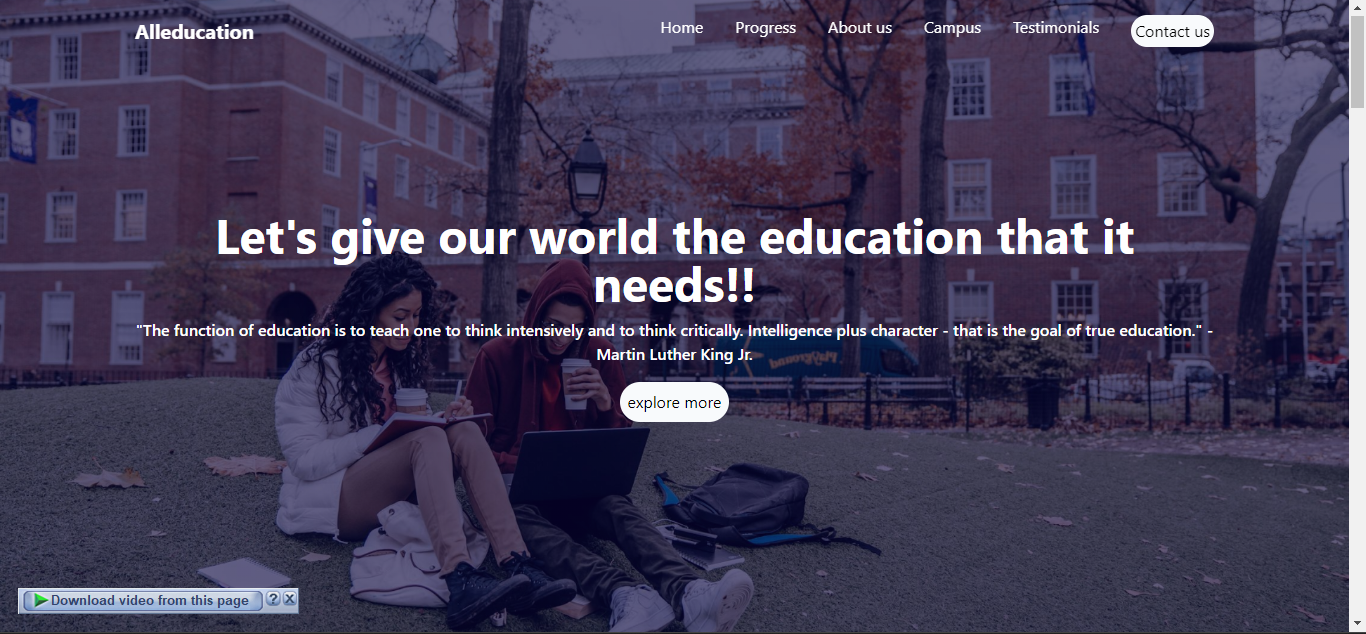 Alleducation
Home Progress About us Campus Testimonials Contact us
Let's give our world the education that it
needs!!
"The function of education is to teach one to think intensively and to think critically. Intelligence plus character - that is the goal of true education." -
Martin Luther King Jr.
explore more
Download video from this page ? X